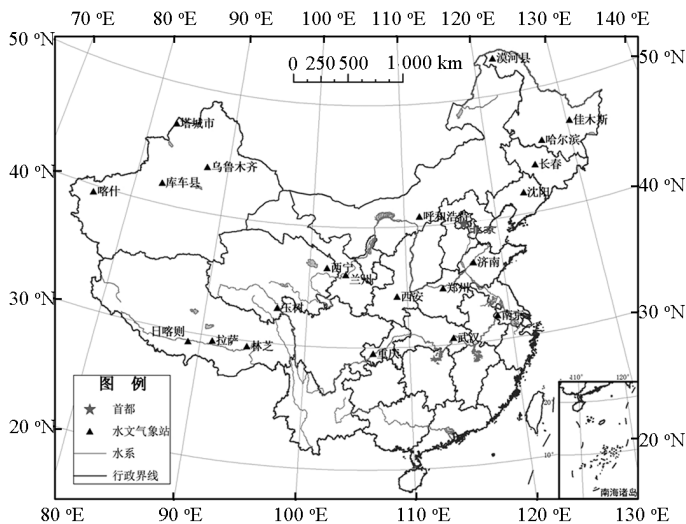 70 °E 80 °E 90 °E 100 °E 110 °E 120 °E 130 °E 140 °E
50 °N
50 °N
漠河县
0 250 500 1 000 km
塔城市
佳木斯
哈尔滨
乌鲁木齐
长春
40 °N
库车县
40 °N
喀什
沈阳
呼和浩特
西宁
济南
兰州
郑州
30 °N
西安
玉树
30 °N
南京
日喀则
拉萨
林芝
武汉
重庆
图 例
首都
水文气象站
水系
行政界线
110°
120°
20°
10°
南海诸岛
20 °N
20 °N
80 °E 90 °E 100 °E 110 °E 120 °E 130 °E